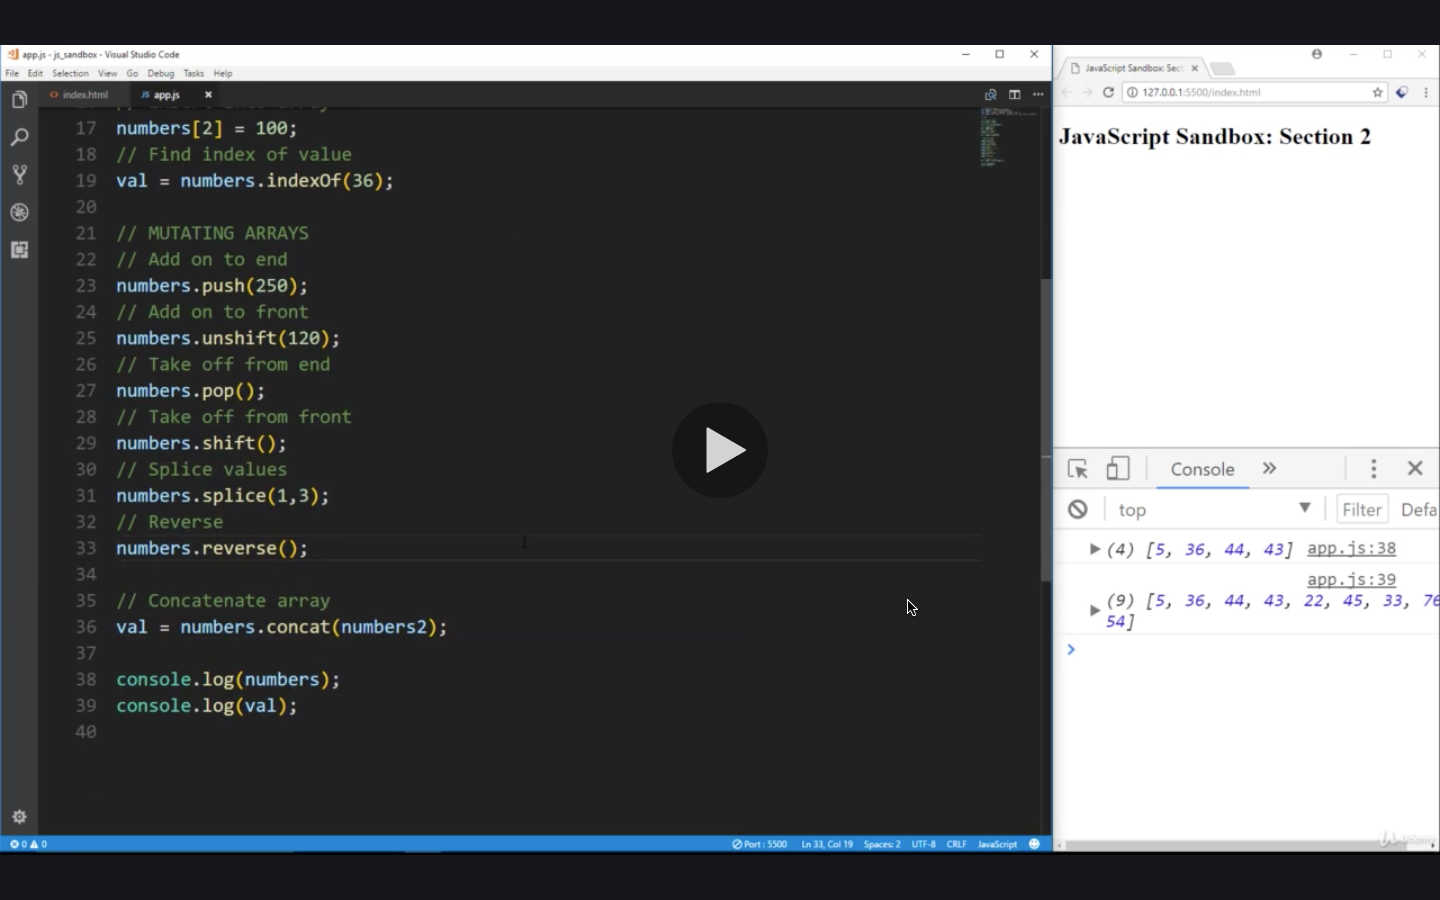 app.js - js_sandbox - Visual Studio Code
File Edit Selection View Go Debug Tasks Help
index.html
JS app.js
17 numbers[2] = 100;
18 // Find index of value
19 val = numbers.indexOf(36);
20
21 // MUTATING ARRAYS
22 // Add on to end
23 numbers.push(250);
24 // Add on to front
25 numbers.unshift(120);
26 // Take off from end
27 numbers.pop();
28 // Take off from front
29 numbers.shift();
30 // Splice values
31 numbers.splice(1,3);
32 // Reverse
33 numbers.reverse();
34
35 // Concatenate array
36 val = numbers.concat(numbers2);
37
38 console.log(numbers);
39 console.log(val);
40
0 0 Port : 5500 Ln 33, Col 19 Spaces: 2 UTF-8 CRLF JavaScript
JavaScript Sandbox: Sect
127.0.0.1:5500/index.html
JavaScript Sandbox: Section 2
Console
top Filter Defa
(4) [5, 36, 44, 43] app.js:38
app.js:39
(9) [5, 36, 44, 43, 22, 45, 33, 76
54]